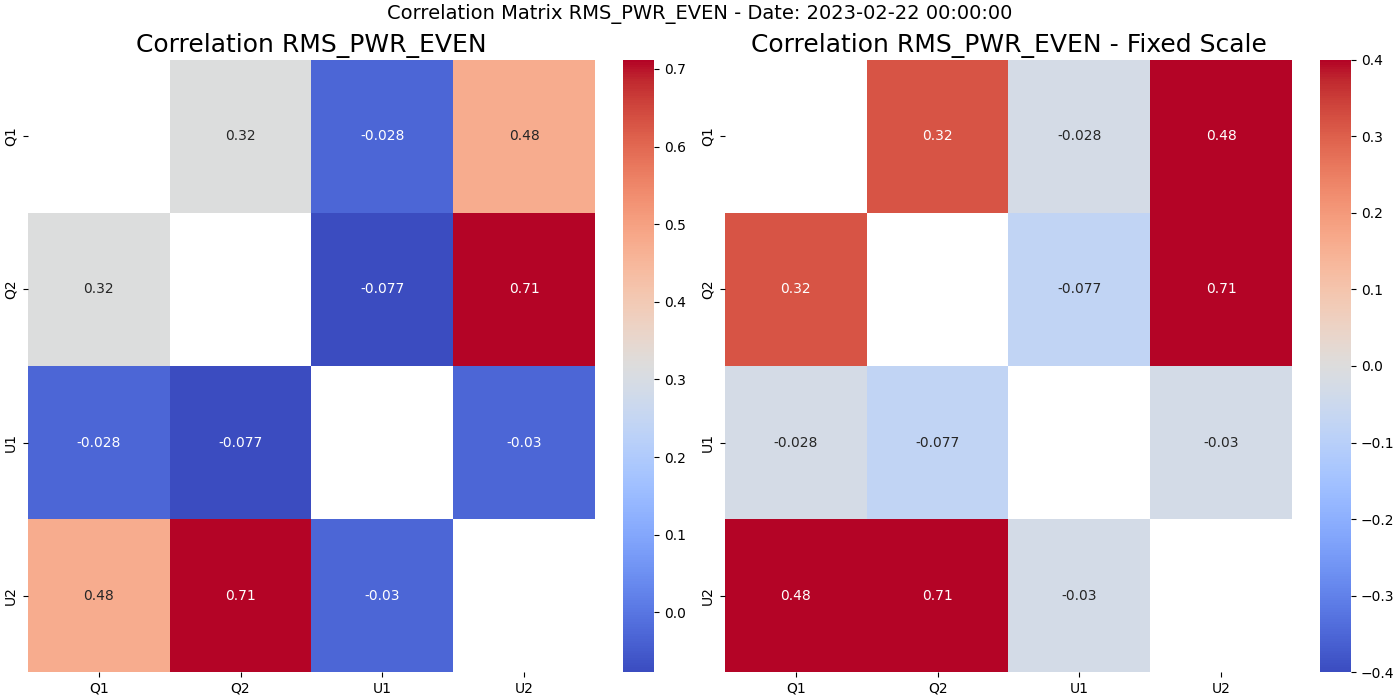 Correlation Matrix RMS_PWR_EVEN - Date: 2023-02-22 00:00:00
Correlation RMS_PWR_EVEN
Q1
0.32
-0.028
0.48
Q2
0.32
-0.077
0.71
U1
-0.028
-0.077
-0.03
U2
0.48
0.71
-0.03
Q1
Q2
U1
U2
0.7
0.6
0.5
0.4
0.3
0.2
0.1
0.0
Correlation RMS_PWR_EVEN - Fixed Scale
Q1
0.32
-0.028
0.48
Q2
0.32
-0.077
0.71
U1
-0.028
-0.077
-0.03
U2
0.48
0.71
-0.03
Q1
Q2
U1
U2
0.4
0.3
0.2
0.1
0.0
−0.1
−0.2
−0.3
−0.4